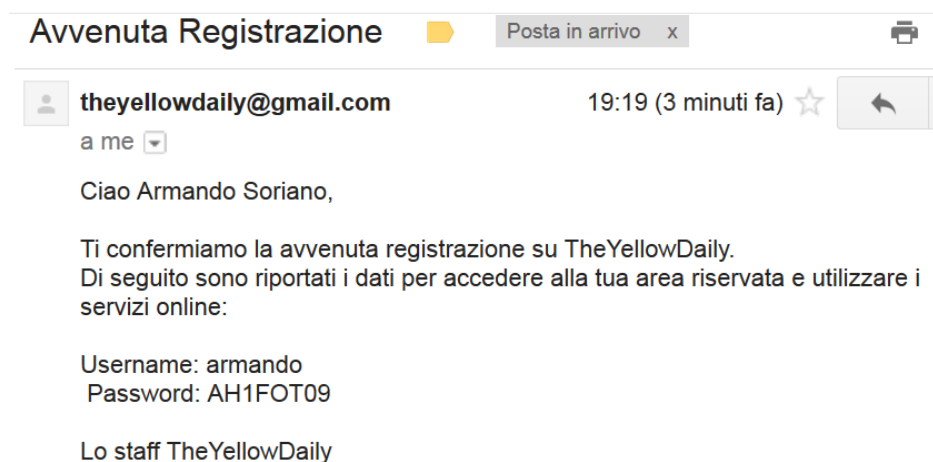 Avvenuta Registrazione
Posta in arrivo x
theyellowdaily@gmail.com
19:19 (3 minuti fa)
a me
Ciao Armando Soriano,
Ti confermiamo la avvenuta registrazione su TheYellowDaily.
Di seguito sono riportati i dati per accedere alla tua area riservata e utilizzare i
servizi online:
Username: armando
Password: AH1FOT09
Lo staff TheYellowDaily